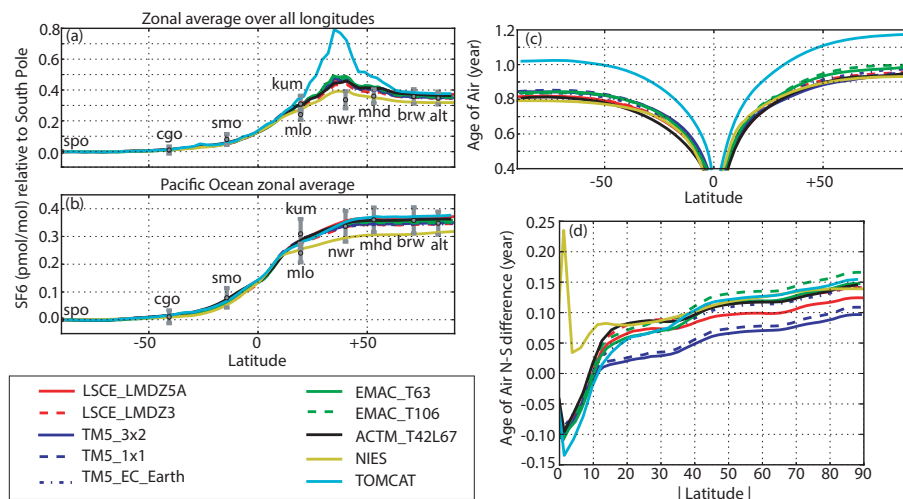 Zonal average over all longitudes
(a)
SF6 (pmol/mol) relative to South Pole
0.8
0.6
0.4
0.2
0.0
spo
cgo
smo
kum
mlo
nwr
mhd
brw
alt
Pacific Ocean zonal average
(b)
0.4
0.3
0.2
0.1
0.0
spo
cgo
smo
kum
mlo
nwr
mhd
brw
alt
-50
0
+50
Latitude
(c)
Age of Air (year)
1.2
1.0
0.8
0.6
0.4
-50
0
+50
Latitude
(d)
Age of Air N-S difference (year)
0.25
0.20
0.15
0.10
0.05
0.00
-0.05
-0.10
-0.15
0 10 20 30 40 50 60 70 80 90
| Latitude |
LSCE_LMDZ5A
LSCE_LMDZ3
TM5_3x2
TM5_1x1
TM5_EC_Earth
EMAC_T63
EMAC_T106
ACTM_T42L67
NIES
TOMCAT